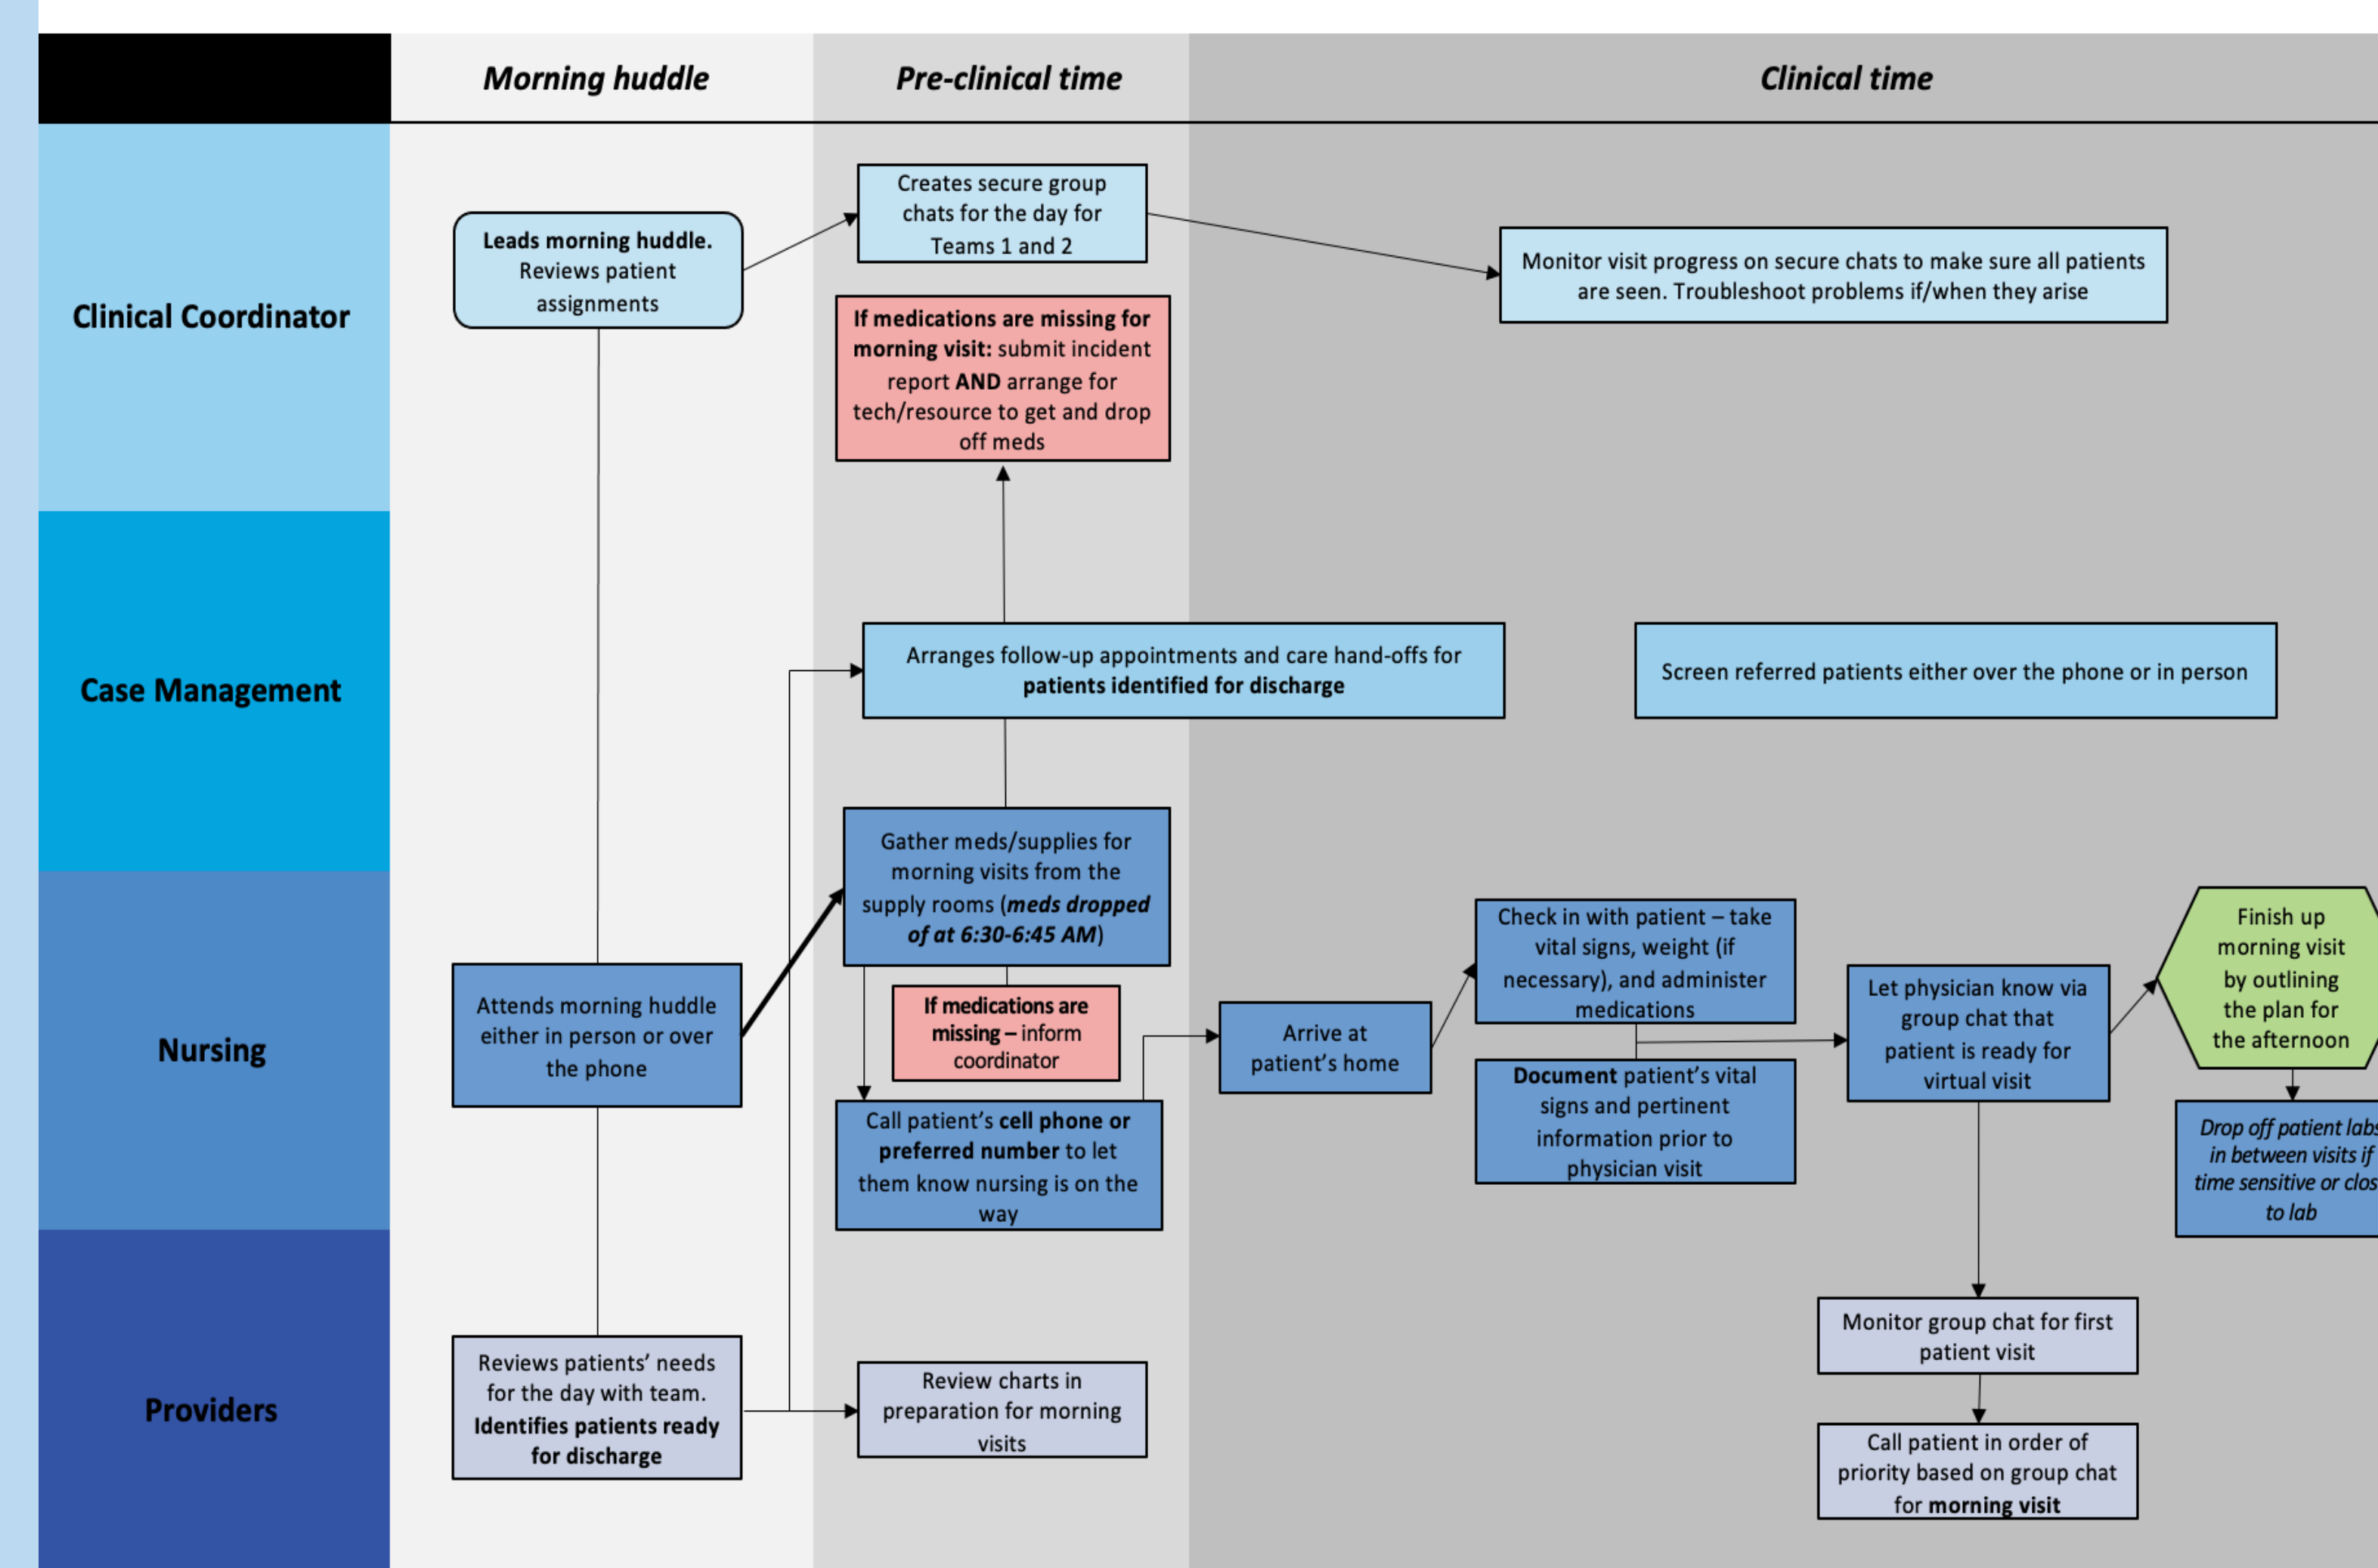 Morning huddle
Pre-clinical time
Clinical time
Clinical Coordinator
Leads morning huddle.
Reviews patient
assignments
Creates secure group
chats for the day for
Teams 1 and 2
If medications are missing for
morning visit: submit incident
report AND arrange for
tech/resource to get and drop
off meds
Monitor visit progress on secure chats to make sure all patients
are seen. Troubleshoot problems if/when they arise
Case Management
Arranges follow-up appointments and care hand-offs for
patients identified for discharge
Screen referred patients either over the phone or in person
Nursing
Attends morning huddle
either in person or over
the phone
Gather meds/supplies for
morning visits from the
supply rooms (meds dropped
of at 6:30-6:45 AM)
If medications are
missing – inform
coordinator
Call patient's cell phone or
preferred number to let
them know nursing is on the
way
Arrive at
patient's home
Check in with patient – take
vital signs, weight (if
necessary), and administer
medications
Document patient's vital
signs and pertinent
information prior to
physician visit
Let physician know via
group chat that
patient is ready for
virtual visit
Finish up
morning visit
by outlining
the plan for
the afternoon
Drop off patient labs
in between visits if
time sensitive or clos
to lab
Providers
Reviews patients' needs
for the day with team.
Identifies patients ready
for discharge
Review charts in
preparation for morning
visits
Monitor group chat for first
patient visit
Call patient in order of
priority based on group chat
for morning visit